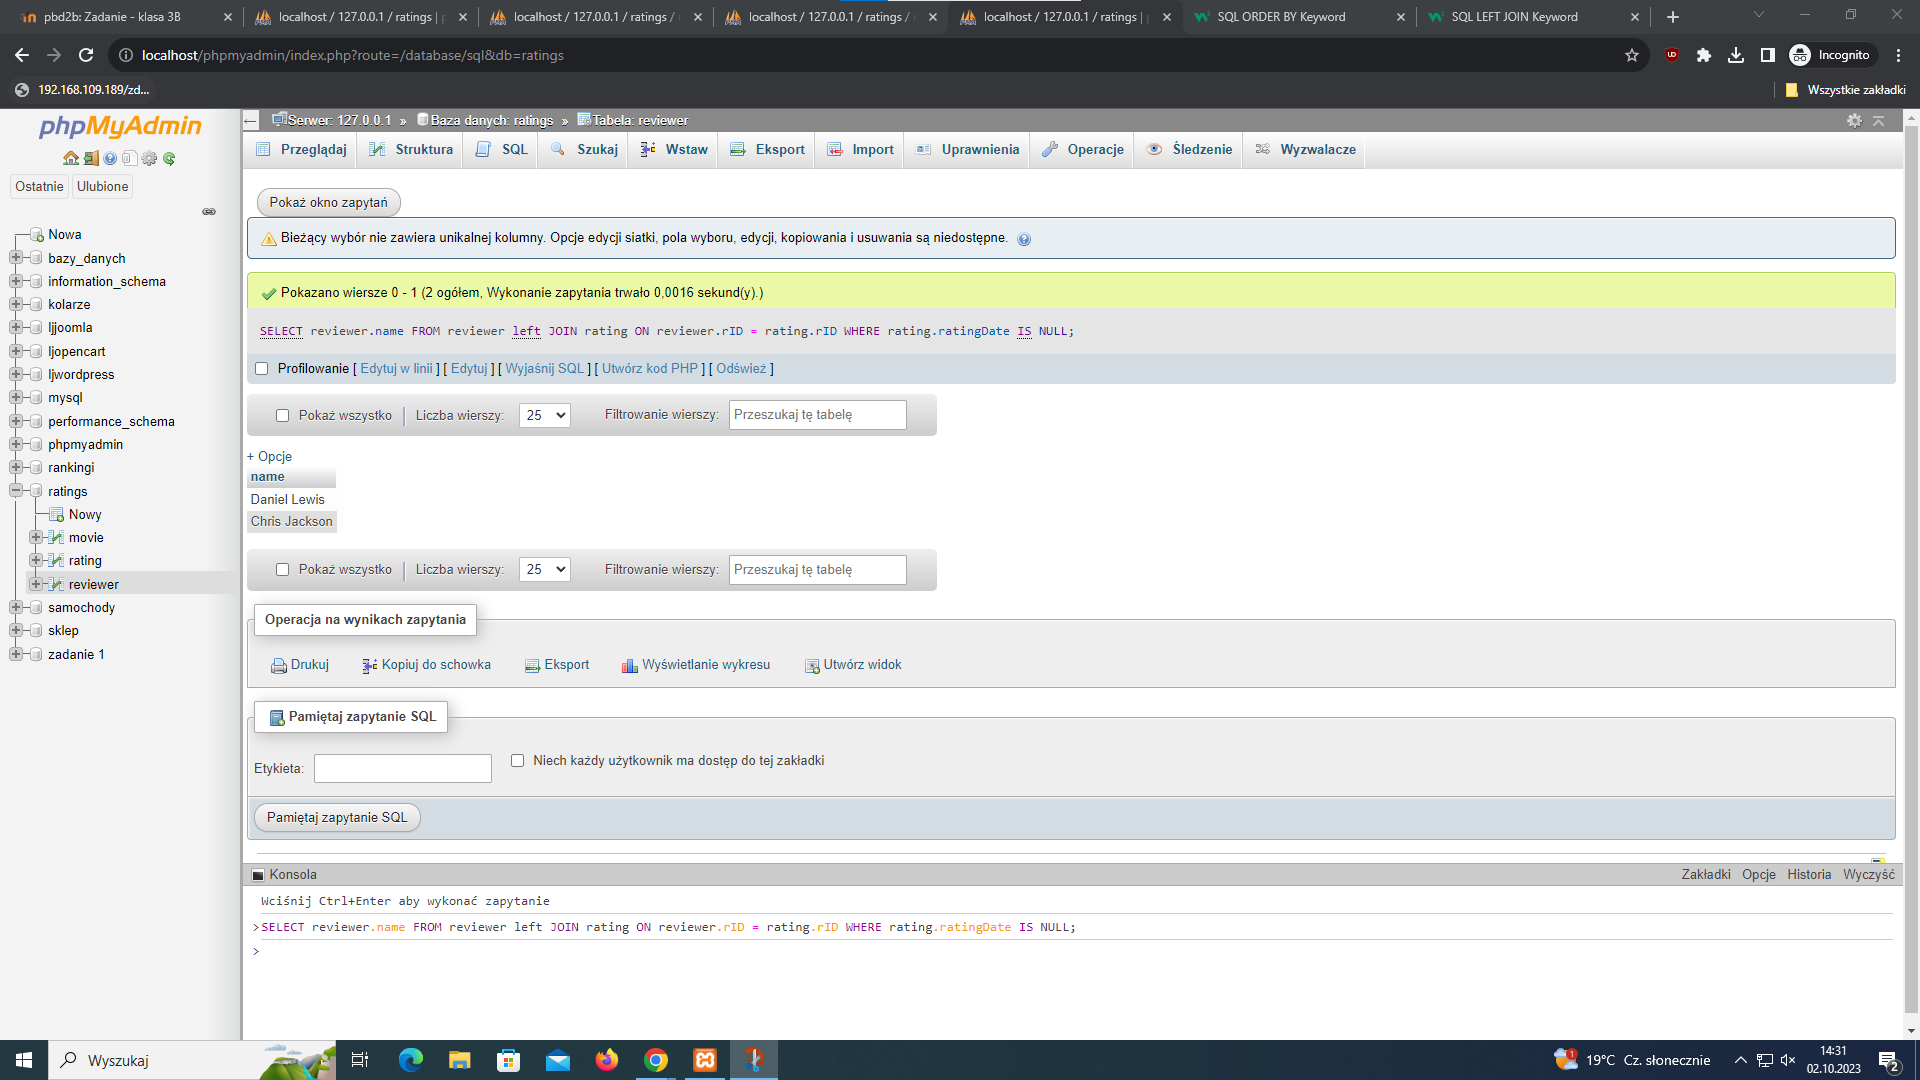 pbd2b: Zadanie - klasa 3B
localhost / 127.0.0.1 / ratings | p
localhost / 127.0.0.1 / ratings /
localhost / 127.0.0.1 / ratings /
localhost / 127.0.0.1 / ratings | p
SQL ORDER BY Keyword
SQL LEFT JOIN Keyword
localhost/phpmyadmin/index.php?route=/database/sql&db=ratings
Incognito
192.168.109.189/zd...
Wszystkie zakładki
phpMyAdmin
Ostatnie
Ulubione
Nowa
bazy_danych
information_schema
kolarze
ljjoomla
ljopencart
ljwordpress
mysql
performance_schema
phpmyadmin
rankingi
ratings
Nowy
movie
rating
reviewer
samochody
sklep
zadanie 1
Serwer: 127.0.0.1 » Baza danych: ratings » Tabela: reviewer
Przeglądaj
Struktura
SQL
Szukaj
Wstaw
Eksport
Import
Uprawnienia
Operacje
Śledzenie
Wyzwalacze
Pokaż okno zapytań
Bieżący wybór nie zawiera unikalnej kolumny. Opcje edycji siatki, pola wyboru, edycji, kopiowania i usuwania są niedostępne.
Pokazano wiersze 0 - 1 (2 ogółem, Wykonanie zapytania trwało 0,0016 sekund(y).)
SELECT reviewer.name FROM reviewer left JOIN rating ON reviewer.rID = rating.rID WHERE rating.ratingDate IS NULL;
Profilowanie [ Edytuj w linii ] [ Edytuj ] [ Wyjaśnij SQL ] [ Utwórz kod PHP ] [ Odśwież ]
Pokaż wszystko
Liczba wierszy: 25
Filtrowanie wierszy: Przeszukaj tę tabelę
+ Opcje
name
Daniel Lewis
Chris Jackson
Pokaż wszystko
Liczba wierszy: 25
Filtrowanie wierszy: Przeszukaj tę tabelę
Operacja na wynikach zapytania
Drukuj
Kopiuj do schowka
Eksport
Wyświetlanie wykresu
Utwórz widok
Pamiętaj zapytanie SQL
Etykieta:
Niech każdy użytkownik ma dostęp do tej zakładki
Pamiętaj zapytanie SQL
Konsola
Zakładki
Opcje
Historia
Wyczyść
Wciśnij Ctrl+Enter aby wykonać zapytanie
>SELECT reviewer.name FROM reviewer left JOIN rating ON reviewer.rID = rating.rID WHERE rating.ratingDate IS NULL;
>
Wyszukaj
1
19°C Cz. słonecznie
14:31
02.10.2023
2